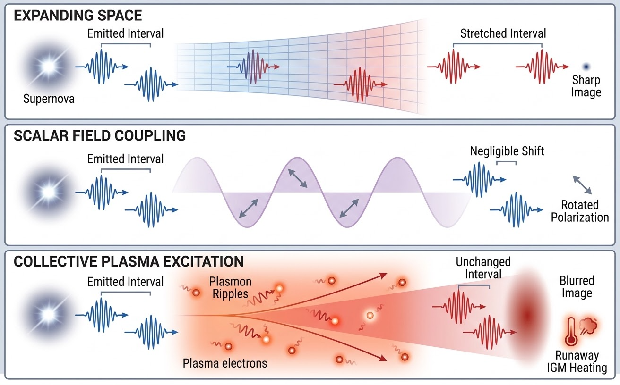 EXPANDING SPACE
Emitted Interval
Stretched Interval
Supernova
Sharp
Image
SCALAR FIELD COUPLING
Emitted Interval
Negligible Shift
Rotated
Polarization
COLLECTIVE PLASMA EXCITATION
Emitted Interval
Plasmon
Ripples
Unchanged
Interval
Blurred
Image
Plasma electrons
Runaway
IGM Heating